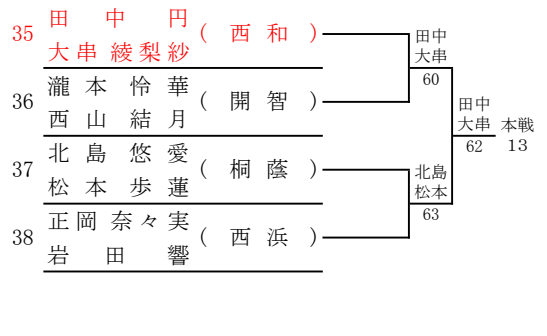 35 田中円 (西和)
大串綾梨紗
36 瀧本怜華 (開智)
西山結月
37 北島悠愛 (桐蔭)
松本歩蓮
38 正岡奈々実 (西浜)
岩田響
田中
大串
60
北島
松本
63
田中
大串
62
本戦
13